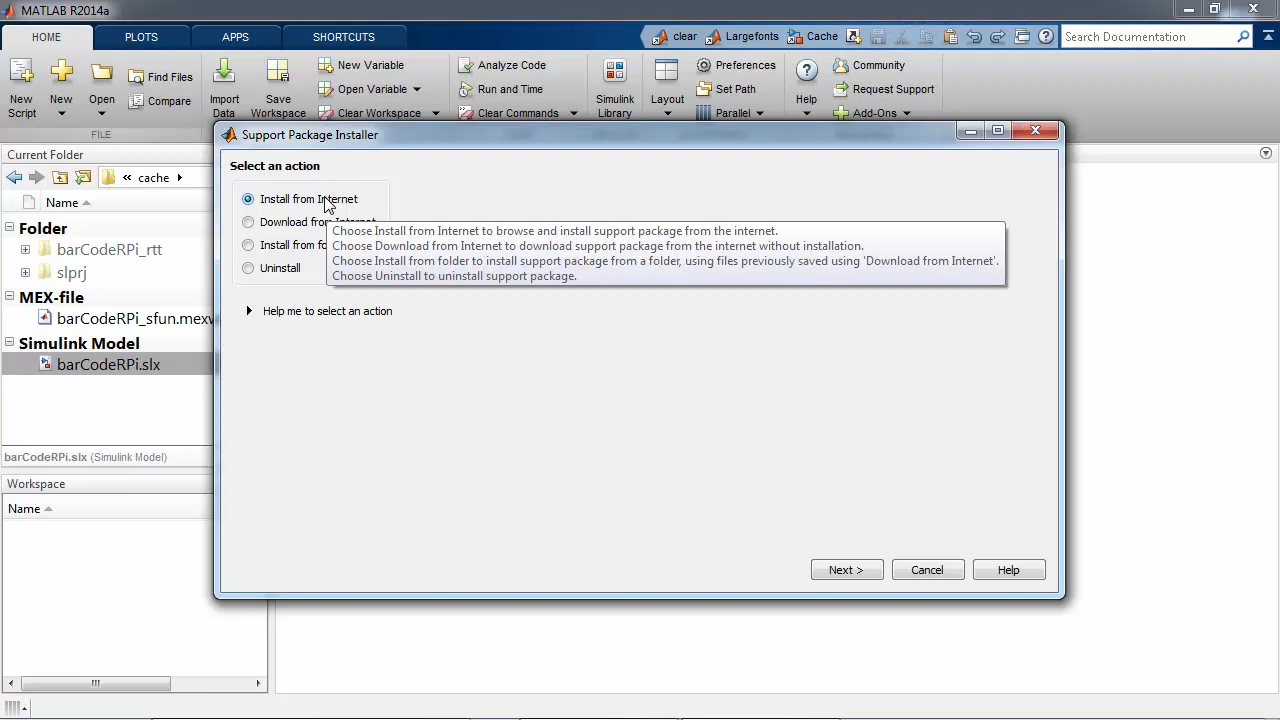 MATLAB R2014a
HOME
PLOTS
APPS
SHORTCUTS
clear
Largefonts
Cache
Search Documentation
New Script
New
Open
Find Files
Compare
Import Data
Save Workspace
New Variable
Open Variable
Clear Workspace
Analyze Code
Run and Time
Clear Commands
Simulink Library
Layout
Preferences
Set Path
Parallel
Help
Community
Request Support
Add-Ons
FILE
Current Folder
« cache
Name
Folder
barCodeRPi_rtt
slprj
MEX-file
barCodeRPi_sfun.mexw
Simulink Model
barCodeRPi.slx
barCodeRPi.slx (Simulink Model)
Workspace
Name
Support Package Installer
Select an action
Install from Internet
Download from Internet
Install from fo
Uninstall
Choose Install from Internet to browse and install support package from the internet.
Choose Download from Internet to download support package from the internet without installation.
Choose Install from folder to install support package from a folder, using files previously saved using 'Download from Internet'.
Choose Uninstall to uninstall support package.
Help me to select an action
Next >
Cancel
Help